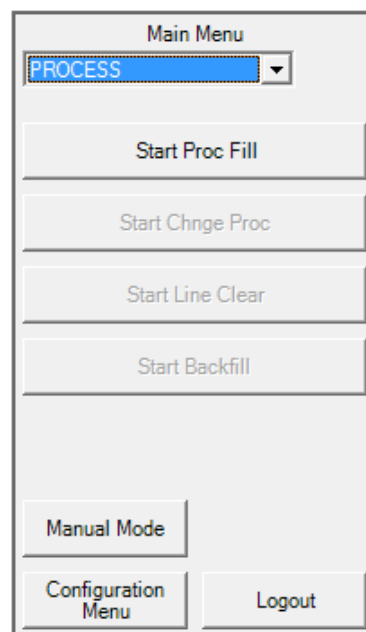 Main Menu
PROCESS
Start Proc Fill
Start Chnge Proc
Start Line Clear
Start Backfill
Manual Mode
Configuration
Menu
Logout